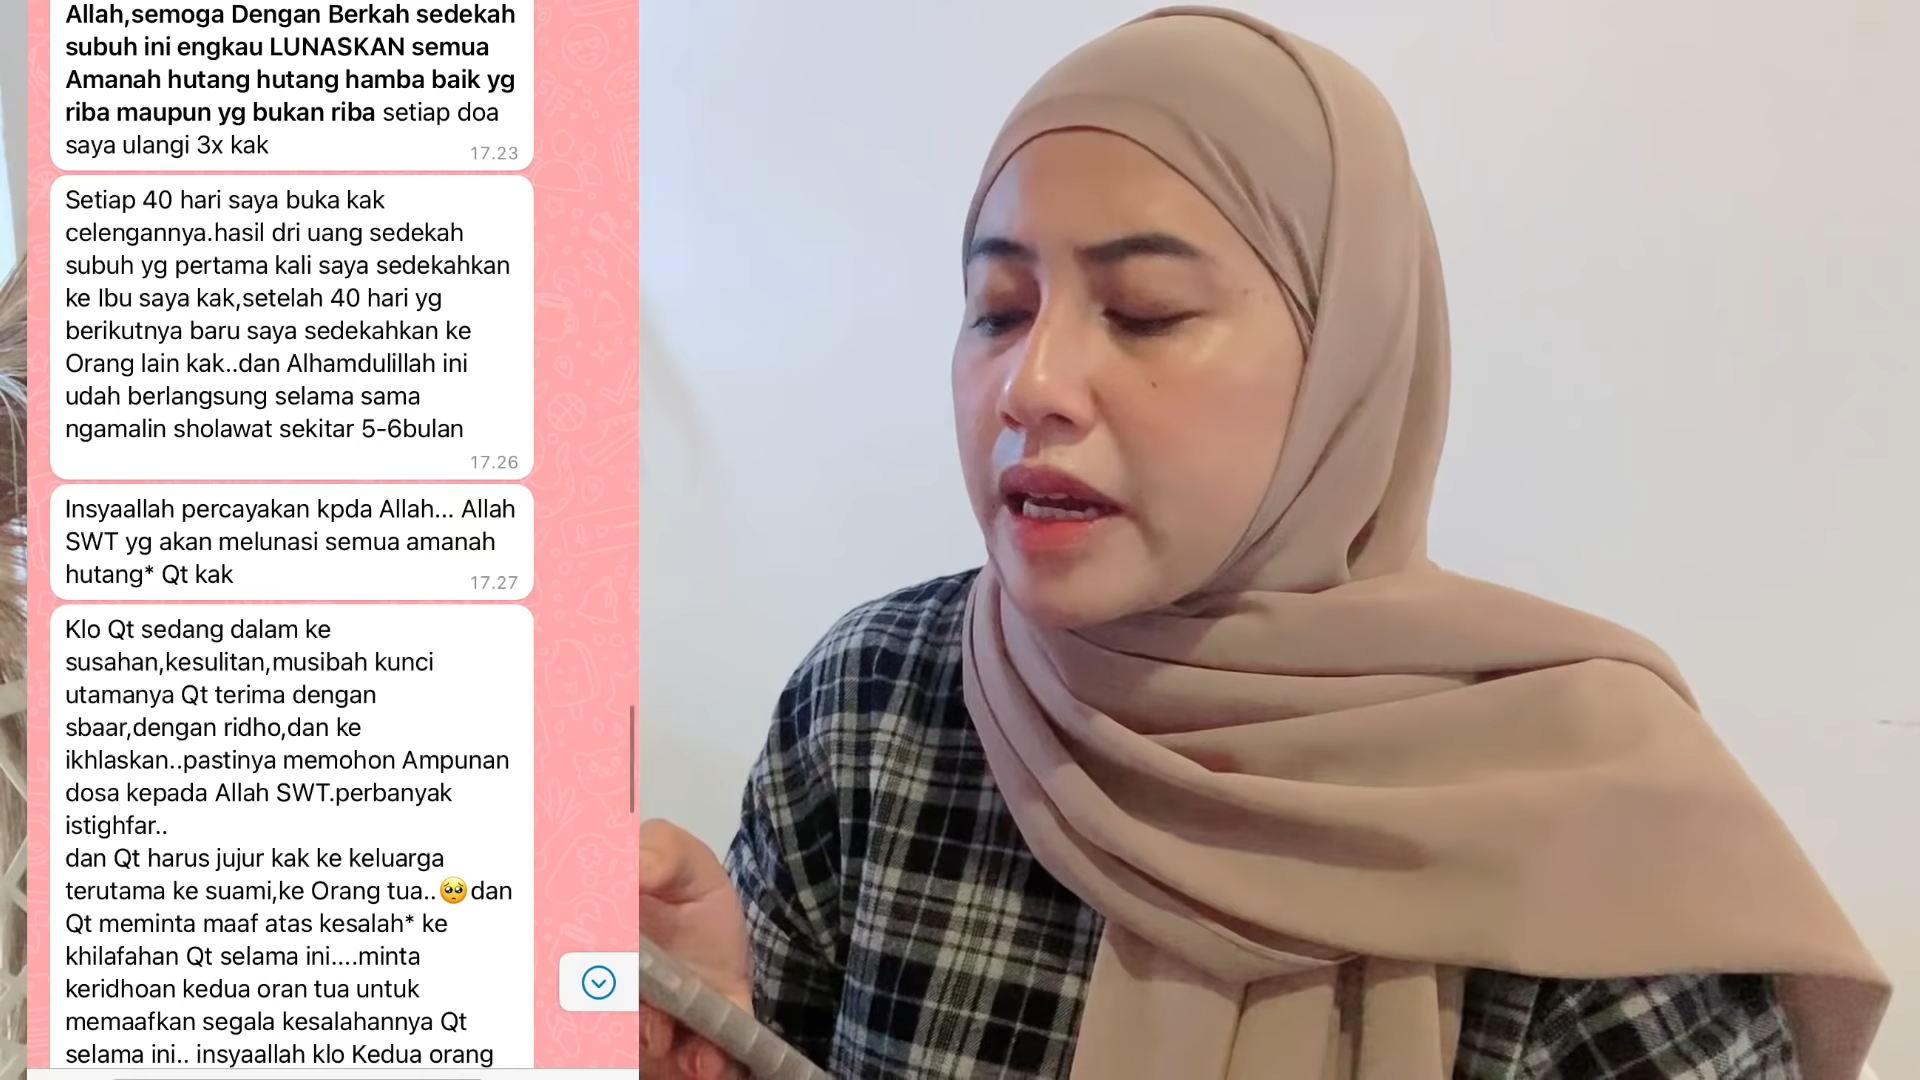 Allah,semoga Dengan Berkah sedekah
subuh ini engkau LUNASKAN semua
Amanah hutang hutang hamba baik yg
riba maupun yg bukan riba setiap doa
saya ulangi 3x kak
17.23
Setiap 40 hari saya buka kak
celengannya.hasil dri uang sedekah
subuh yg pertama kali saya sedekahkan
ke Ibu saya kak,setelah 40 hari yg
berikutnya baru saya sedekahkan ke
Orang lain kak..dan Alhamdulillah ini
udah berlangsung selama sama
ngamalin sholawat sekitar 5-6bulan
17.26
Insyaallah percayakan kpda Allah... Allah
SWT yg akan melunasi semua amanah
hutang* Qt kak
17.27
Klo Qt sedang dalam ke
susahan,kesulitan,musibah kunci
utamanya Qt terima dengan
sbaar,dengan ridho,dan ke
ikhlaskan..pastinya memohon Ampunan
dosa kepada Allah SWT.perbanyak
istighfar..
dan Qt harus jujur kak ke keluarga
terutama ke suami,ke Orang tua..🥺dan
Qt meminta maaf atas kesalah* ke
khilafahan Qt selama ini....minta
keridhoan kedua oran tua untuk
memaafkan segala kesalahannya Qt
selama ini.. insyaallah klo Kedua orang